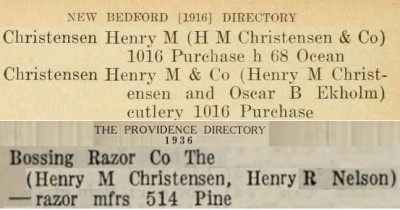 NEW BEDFORD [1916] DIRECTORY
Christensen Henry M (H M Christensen & Co)
1016 Purchase h 68 Ocean
Christensen Henry M & Co (Henry M Christ-
ensen and Oscar B Ekholm)
cutlery 1016 Purchase
THE PROVIDENCE DIRECTORY
1936
Bossing Razor Co The
(Henry M Christensen, Henry R Nelson)
—razor mfrs 514 Pine